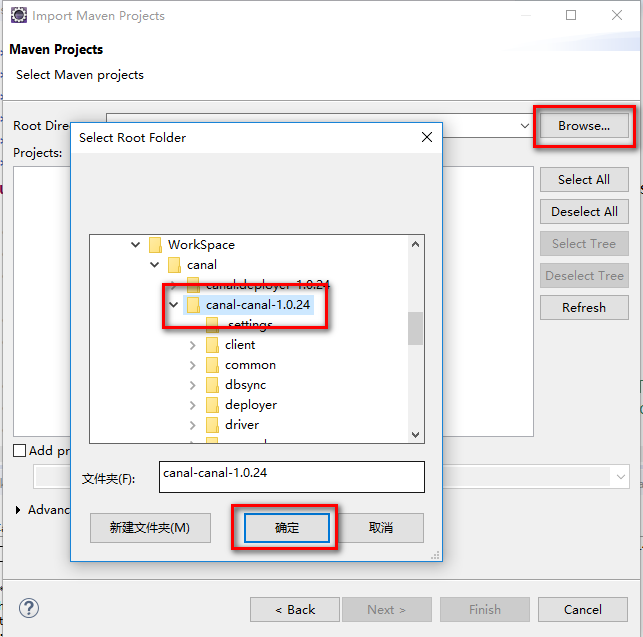 Import Maven Projects
Maven Projects
Select Maven projects
Root Dire
Browse...
Projects:
Select Root Folder
Select All
Deselect All
Select Tree
Deselect Tree
Refresh
WorkSpace
canal
canal.deployer-1.0.24
canal-canal-1.0.24
.settings
client
common
dbsync
deployer
driver
Add pr
文件夹(F):
canal-canal-1.0.24
Advanc
新建文件夹(M)
确定
取消
< Back
Next >
Finish
Cancel